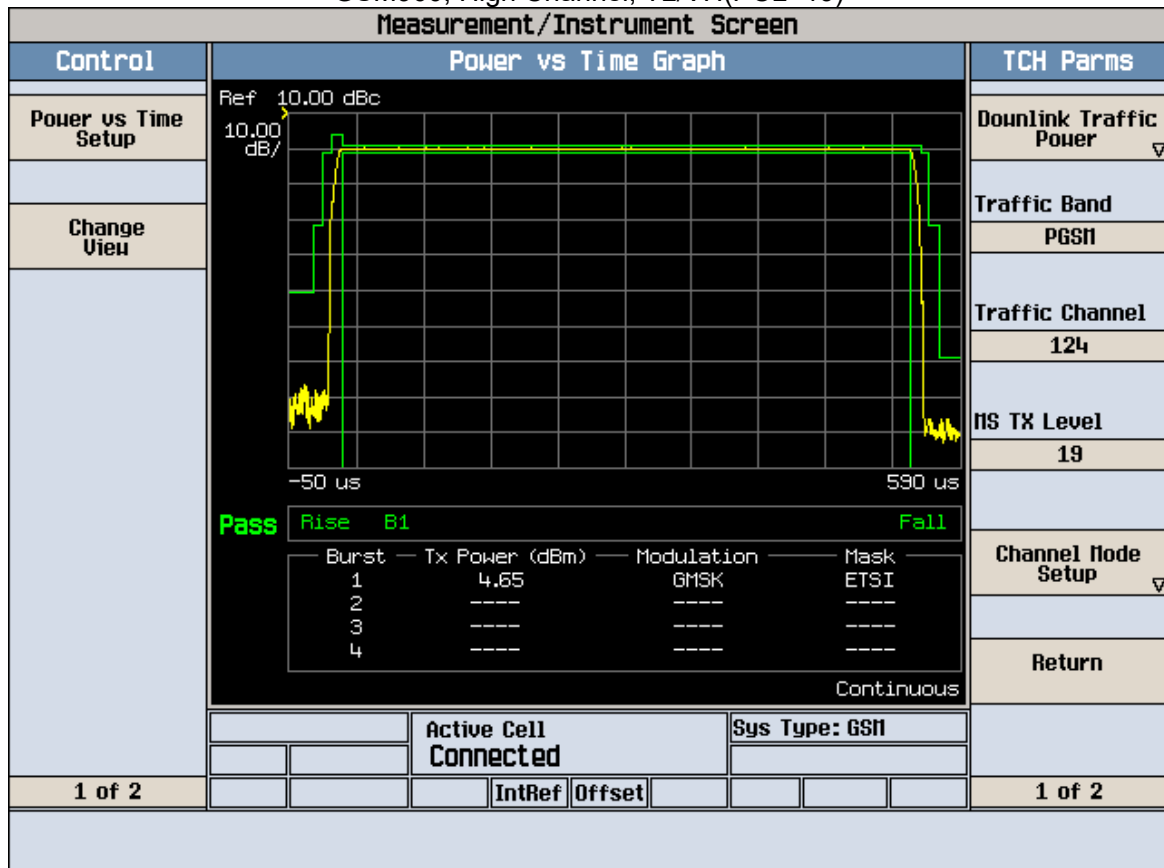 Measurement/Instrument Screen
Control
Power vs Time Graph
TCH Parms
Power vs Time
Setup
Change
View
1 of 2
Ref 10.00 dBc
10.00
dB/
-50 us
590 us
Pass
Rise B1
Fall
Burst Tx Power (dBm) Modulation Mask
1 4.65 GMSK ETSI
2 ---- ---- ----
3 ---- ---- ----
4 ---- ---- ----
Continuous
Active Cell
Connected
Sys Type: GSM
IntRef Offset
Downlink Traffic
Power
Traffic Band
PGSM
Traffic Channel
124
MS TX Level
19
Channel Mode
Setup
Return
1 of 2